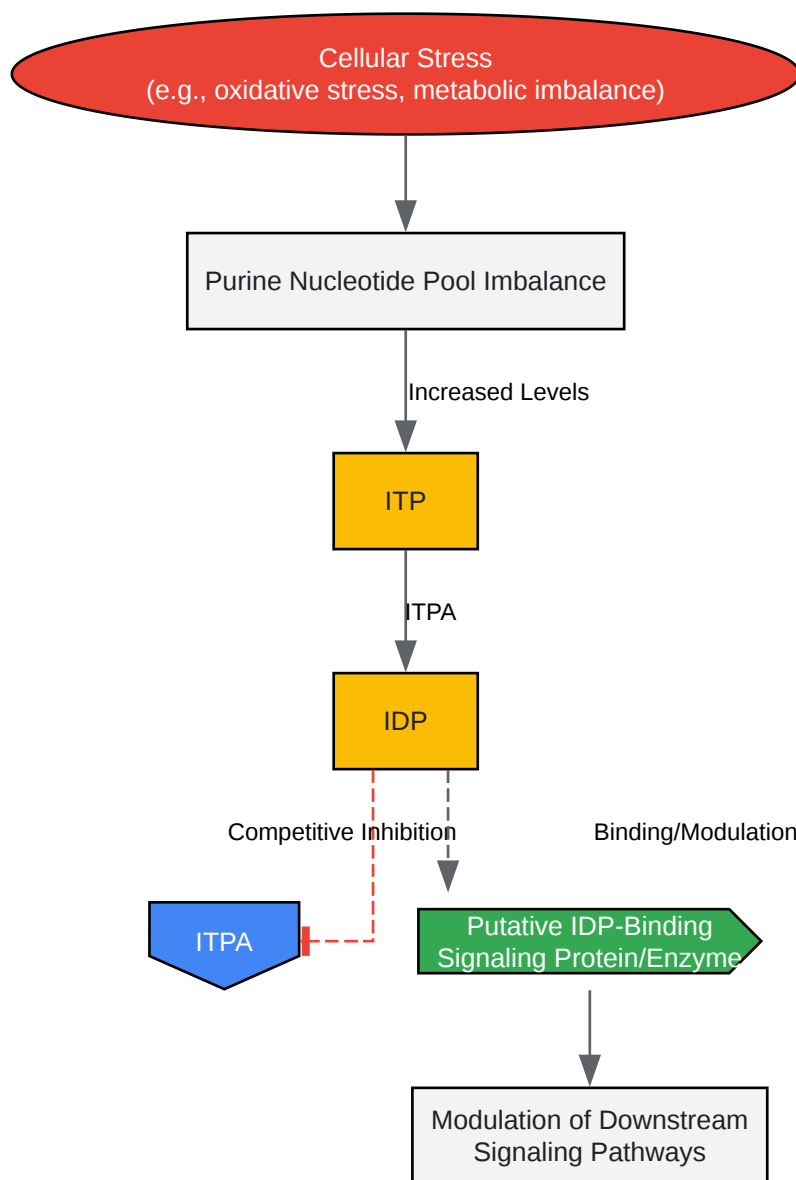 Cellular Stress
(e.g., oxidative stress, metabolic imbalance)
Purine Nucleotide Pool Imbalance
Increased Levels
ITP
ITPA
IDP
Competitive Inhibition
Binding/Modulation
ITPA
Putative IDP-Binding
Signaling Protein/Enzyme
Modulation of Downstream
Signaling Pathways